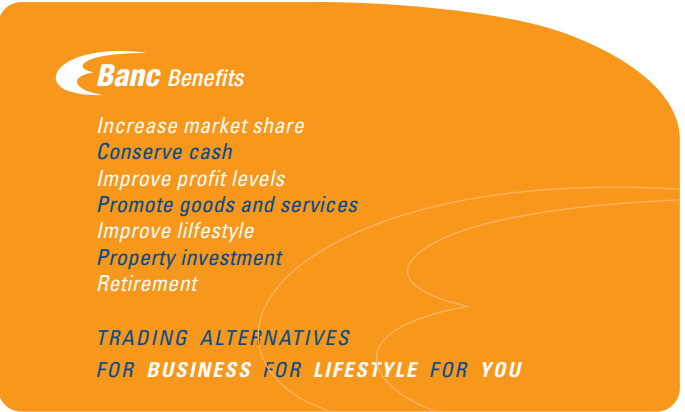 Banc Benefits
Increase market share
Conserve cash
Improve profit levels
Promote goods and services
Improve lilfestyle
Property investment
Retirement
TRADING ALTERNATIVES
FOR BUSINESS FOR LIFESTYLE FOR YOU